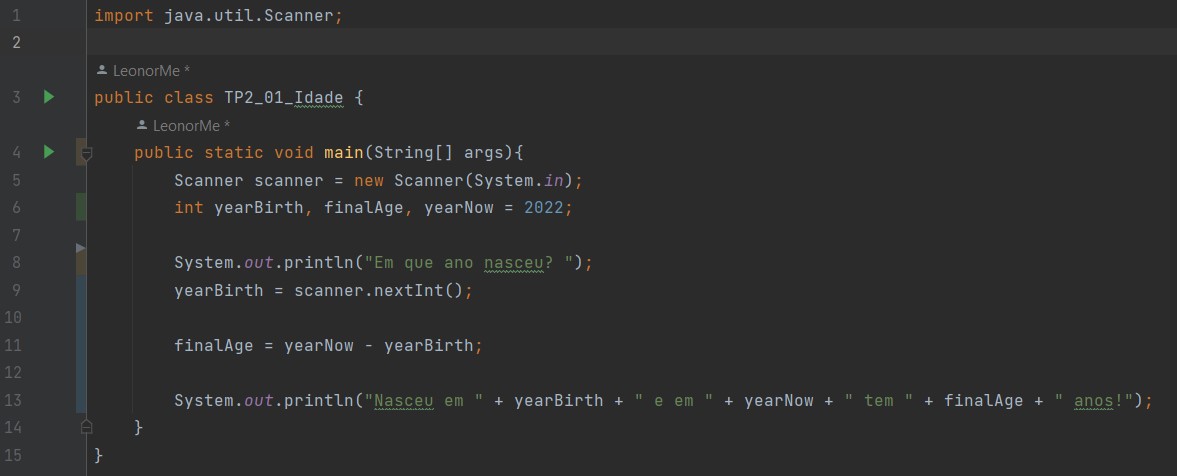 1 import java.util.Scanner;
2
LeonorMe *
3 public class TP2_01_Idade {
LeonorMe *
4 public static void main(String[] args){
5 Scanner scanner = new Scanner(System.in);
6 int yearBirth, finalAge, yearNow = 2022;
7
8 System.out.println("Em que ano nasceu? ");
9 yearBirth = scanner.nextInt();
10
11 finalAge = yearNow - yearBirth;
12
13 System.out.println("Nasceu em " + yearBirth + " e em " + yearNow + " tem " + finalAge + " anos!");
14 }
15 }